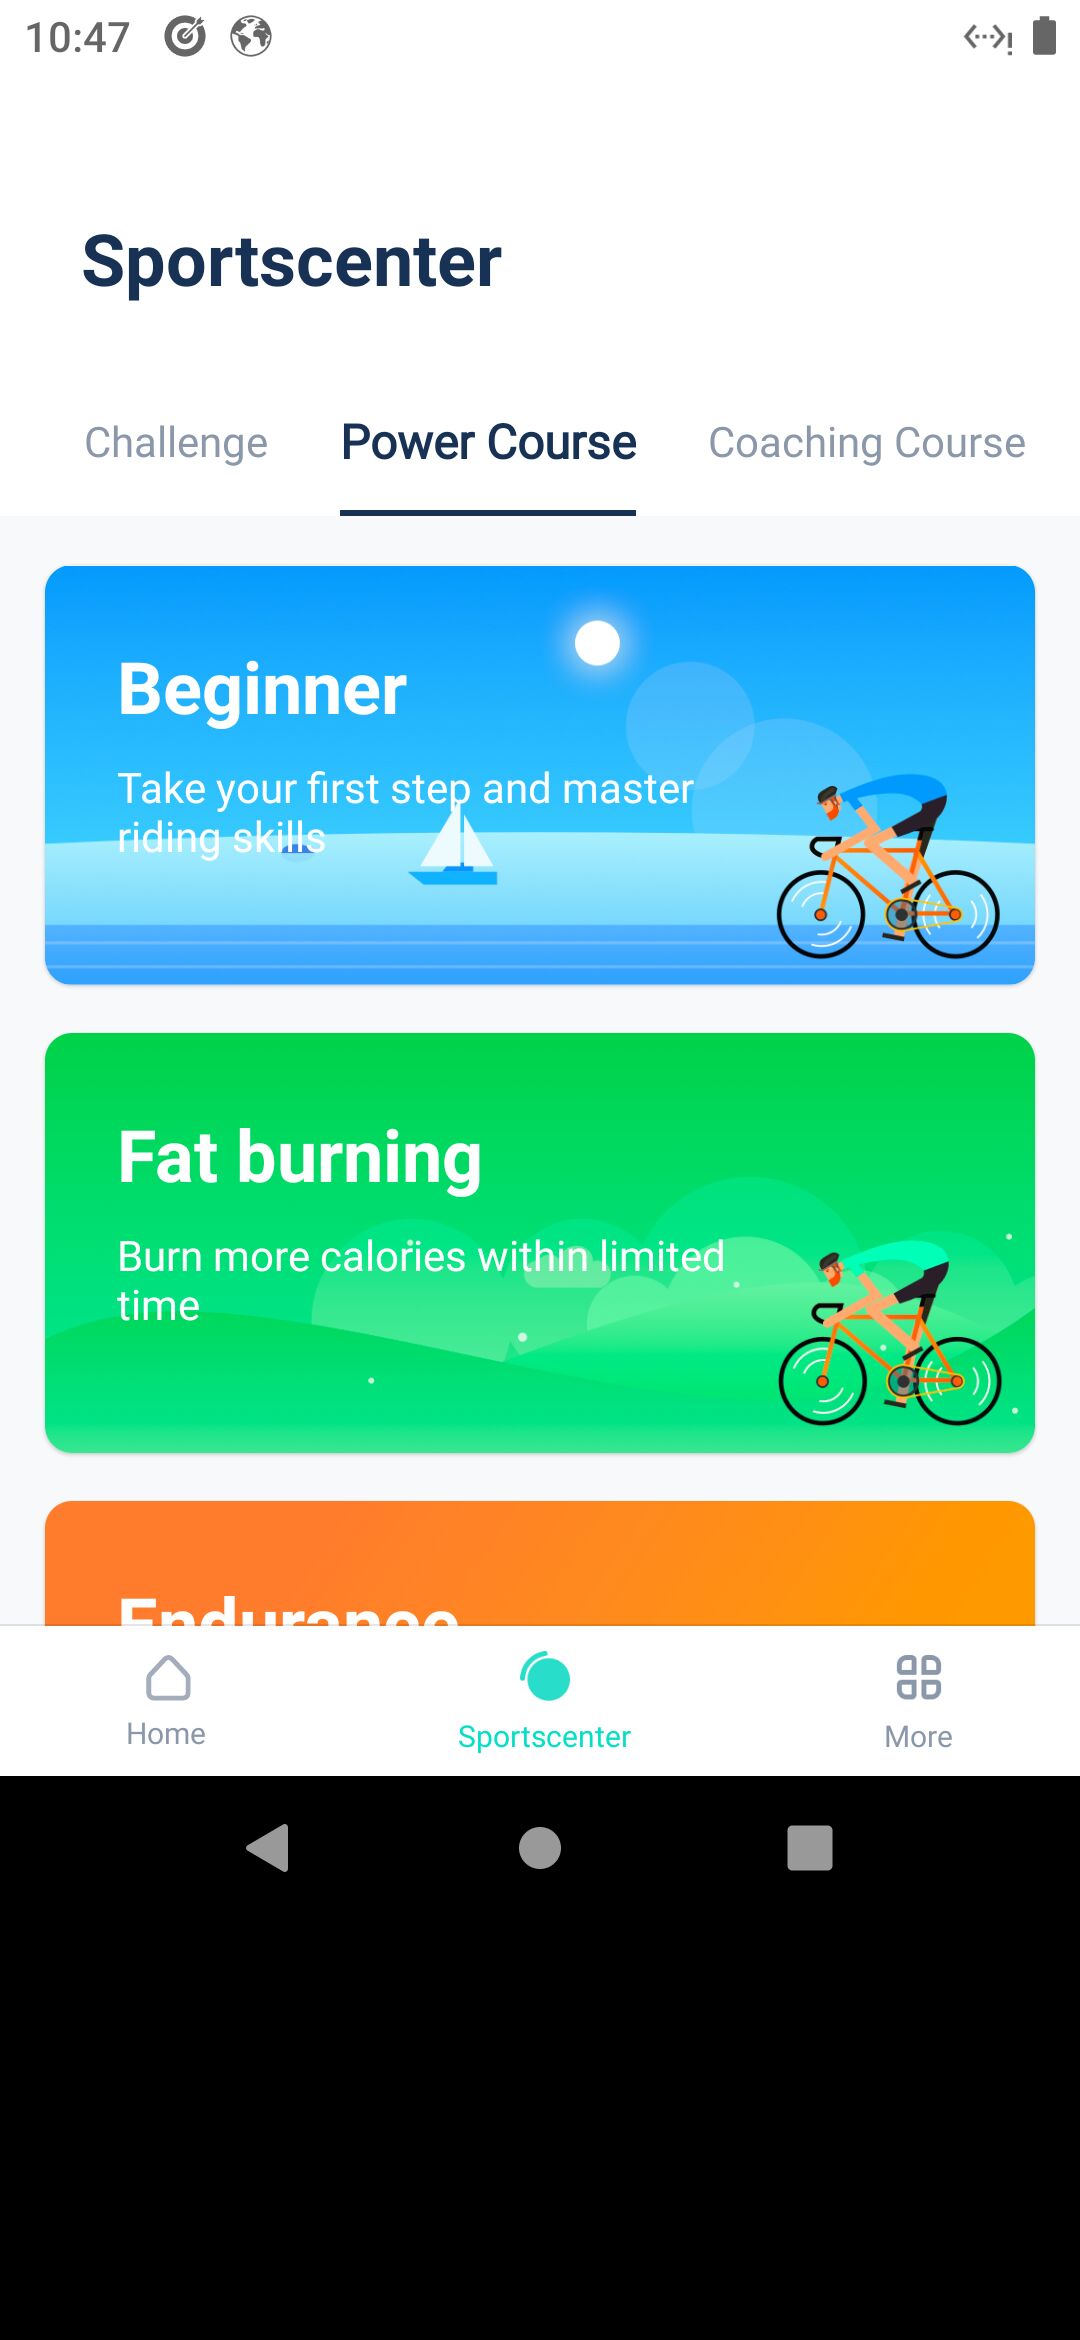 10:47
Sportscenter
Challenge
Power Course
Coaching Course
Beginner
Take your first step and master
riding skills
Fat burning
Burn more calories within limited
time
Endurance
Home
Sportscenter
More